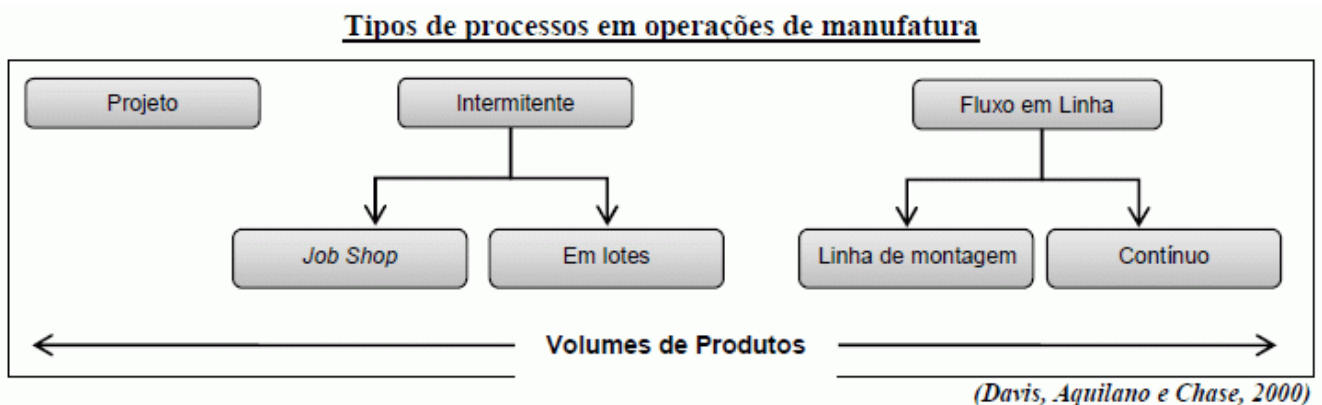 Tipos de processos em operações de manufatura
Projeto
Intermitente
Fluxo em Linha
Job Shop
Em lotes
Linha de montagem
Contínuo
Volumes de Produtos
(Davis, Aquilano e Chase, 2000)